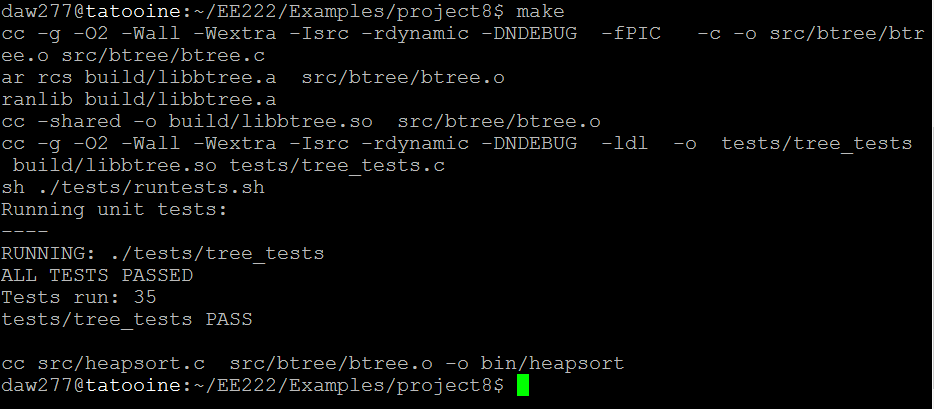 daw277@tatooine:~/EE222/Examples/project8$ make
cc -g -O2 -Wall -Wextra -Isrc -rdynamic -DNDEBUG  -fPIC   -c -o src/btree/btr
ee.o src/btree/btree.c
ar rcs build/libbtree.a  src/btree/btree.o
ranlib build/libbtree.a
cc -shared -o build/libbtree.so  src/btree/btree.o
cc -g -O2 -Wall -Wextra -Isrc -rdynamic -DNDEBUG  -ldl  -o  tests/tree_tests
 build/libbtree.so tests/tree_tests.c
sh ./tests/runtests.sh
Running unit tests:
----
RUNNING: ./tests/tree_tests
ALL TESTS PASSED
Tests run: 35
tests/tree_tests PASS
cc src/heapsort.c  src/btree/btree.o -o bin/heapsort
daw277@tatooine:~/EE222/Examples/project8$